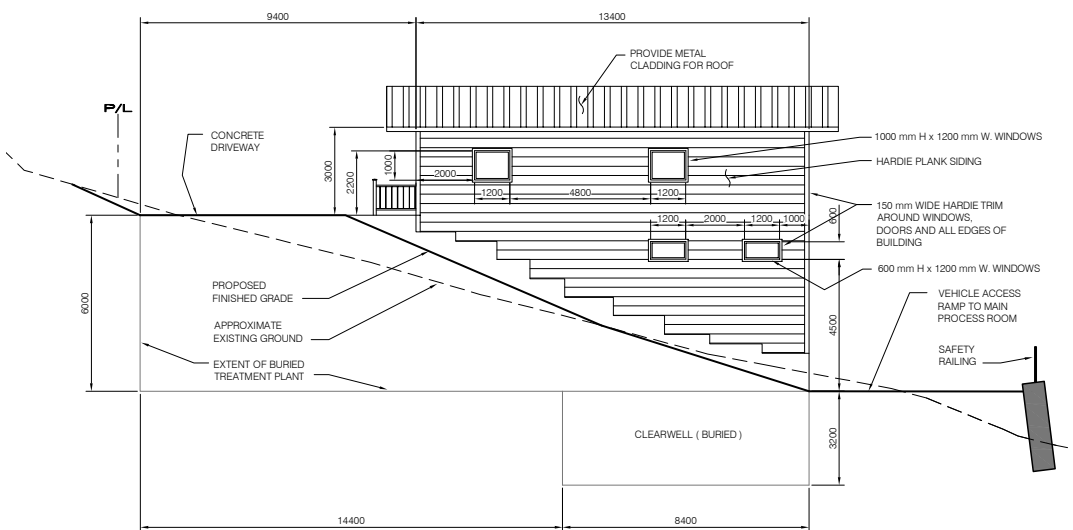 9400
13400
PROVIDE METAL
CLADDING FOR ROOF
P/L
CONCRETE
DRIVEWAY
3000
2200
1000
2000
1200
4800
1200
1000 mm H x 1200 mm W. WINDOWS
HARDIE PLANK SIDING
150 mm WIDE HARDIE TRIM
AROUND WINDOWS,
DOORS AND ALL EDGES OF
BUILDING
1200
2000
1200
1000
600
600 mm H x 1200 mm W. WINDOWS
6000
PROPOSED
FINISHED GRADE
APPROXIMATE
EXISTING GROUND
EXTENT OF BURIED
TREATMENT PLANT
4500
VEHICLE ACCESS
RAMP TO MAIN
PROCESS ROOM
SAFETY
RAILING
CLEARWELL ( BURIED )
3200
14400
8400